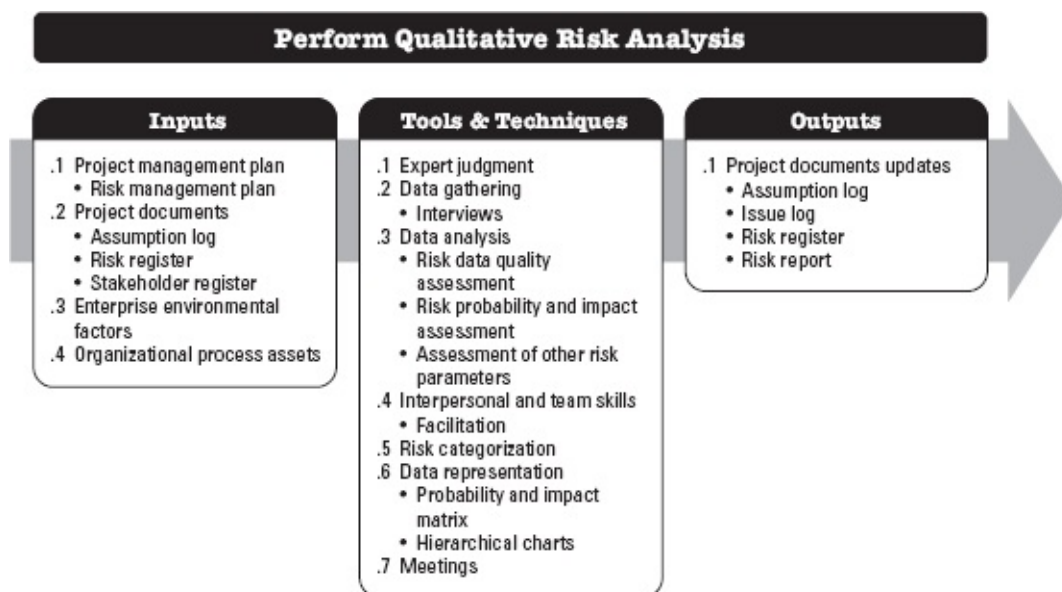 Perform Qualitative Risk Analysis
Inputs
.1 Project management plan
• Risk management plan
.2 Project documents
• Assumption log
• Risk register
• Stakeholder register
.3 Enterprise environmental
factors
.4 Organizational process assets
Tools & Techniques
.1 Expert judgment
.2 Data gathering
• Interviews
.3 Data analysis
• Risk data quality
assessment
• Risk probability and impact
assessment
• Assessment of other risk
parameters
.4 Interpersonal and team skills
• Facilitation
.5 Risk categorization
.6 Data representation
• Probability and impact
matrix
• Hierarchical charts
.7 Meetings
Outputs
.1 Project documents updates
• Assumption log
• Issue log
• Risk register
• Risk report